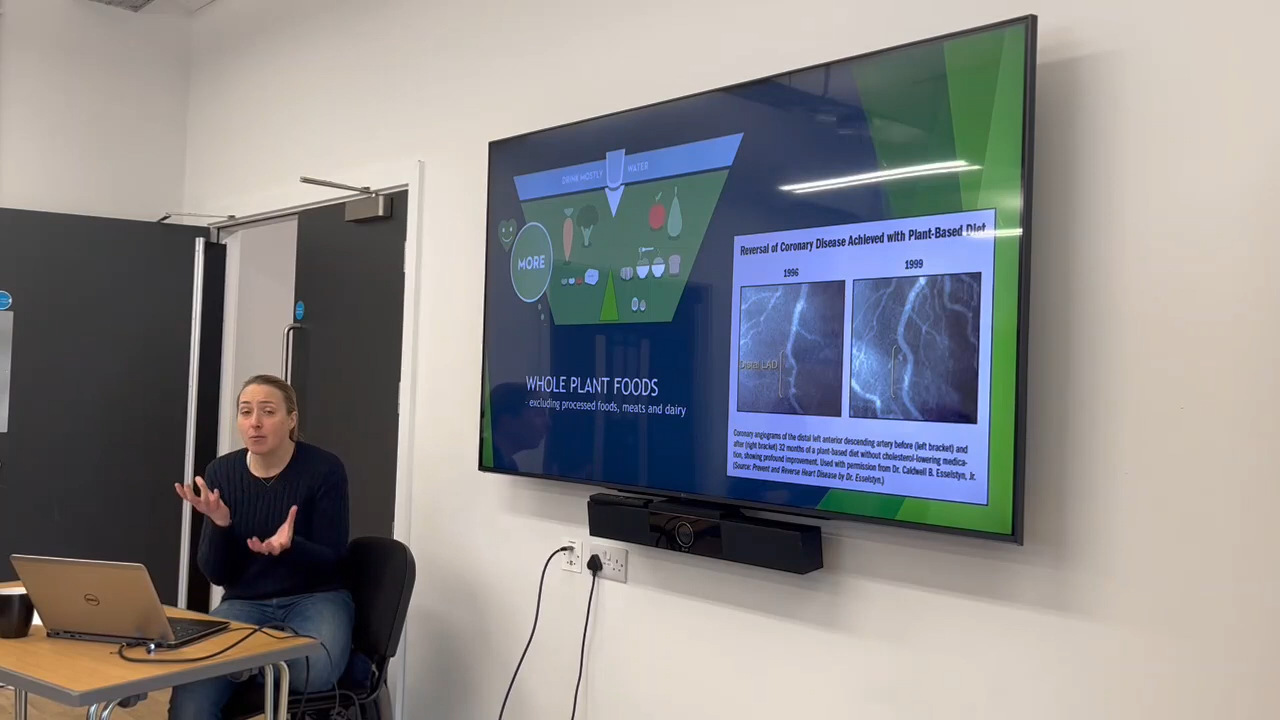 DRINK MOSTLY WATER
MORE
WHOLE PLANT FOODS
- excluding processed foods, meats and dairy
Reversal of Coronary Disease Achieved with Plant-Based Diet
1996 1999
Distal LAD
Coronary angiograms of the distal left anterior descending artery before (left bracket) and
after (right bracket) 32 months of a plant-based diet without cholesterol-lowering medica-
tion, showing profound improvement. Used with permission from Dr. Caldwell B. Esselstyn, Jr.
(Source: Prevent and Reverse Heart Disease by Dr. Esselstyn.)
DELL